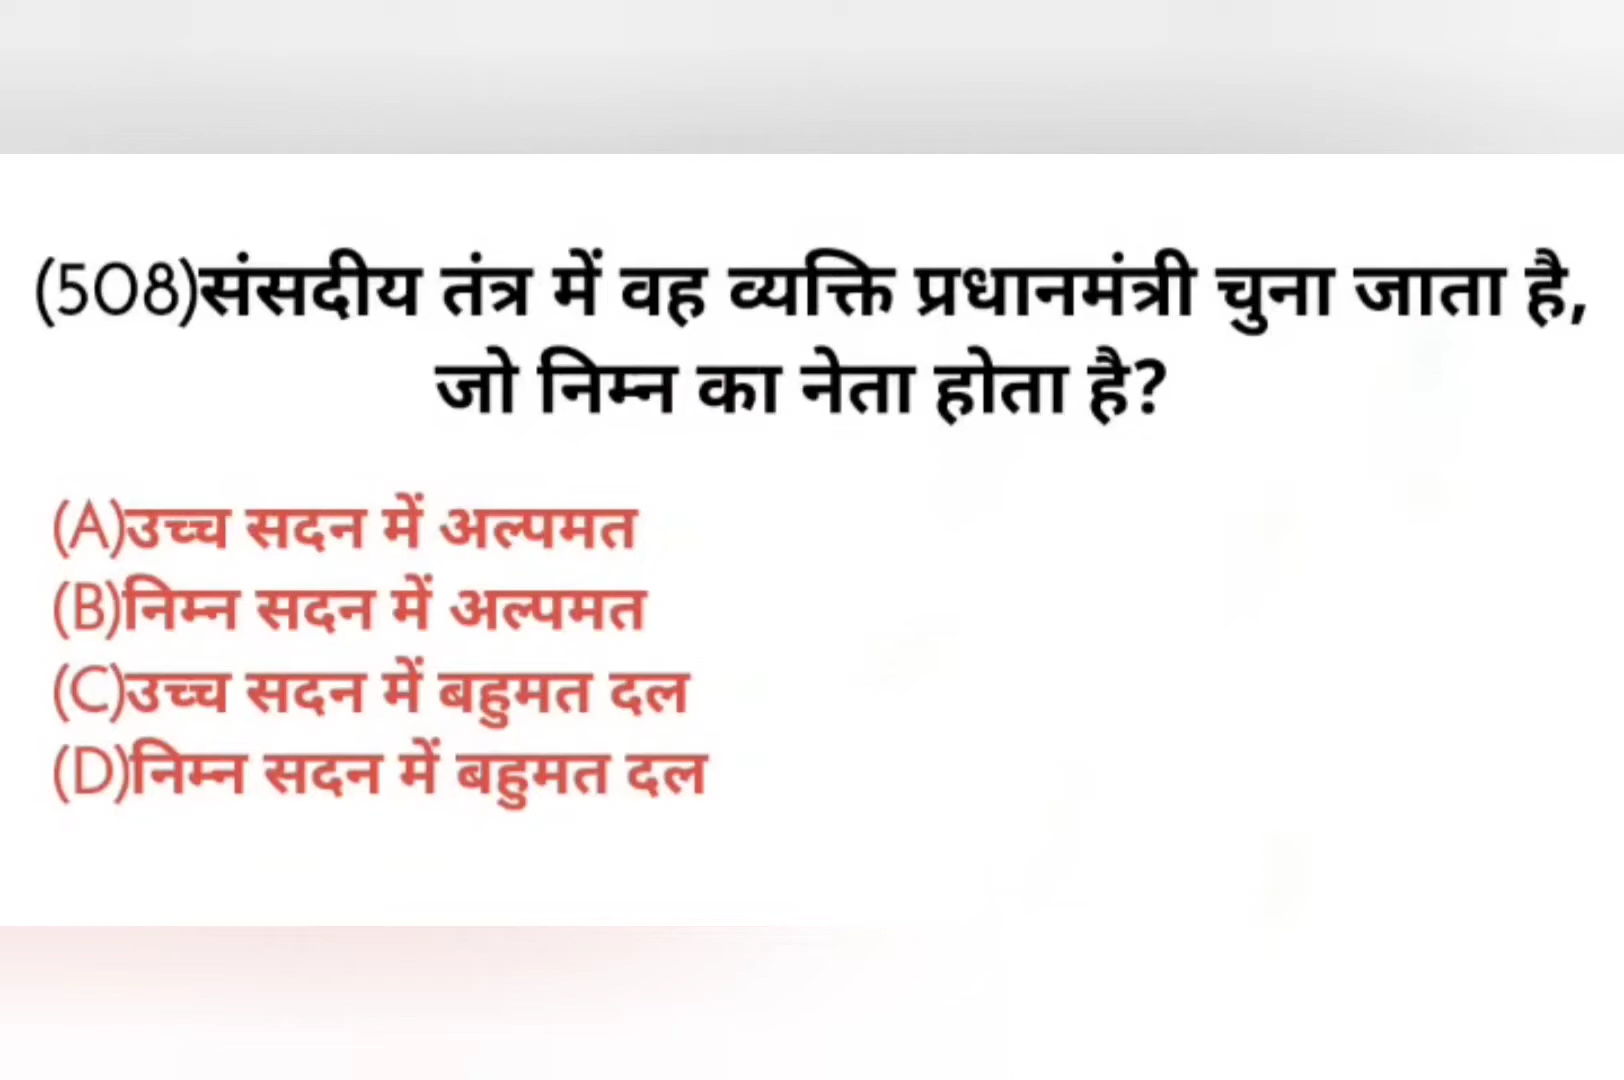 (508)संसदीय तंत्र में वह व्यक्ति प्रधानमंत्री चुना जाता है,
जो निम्न का नेता होता है?
(A)उच्च सदन में अल्पमत
(B)निम्न सदन में अल्पमत
(C)उच्च सदन में बहुमत दल
(D)निम्न सदन में बहुमत दल